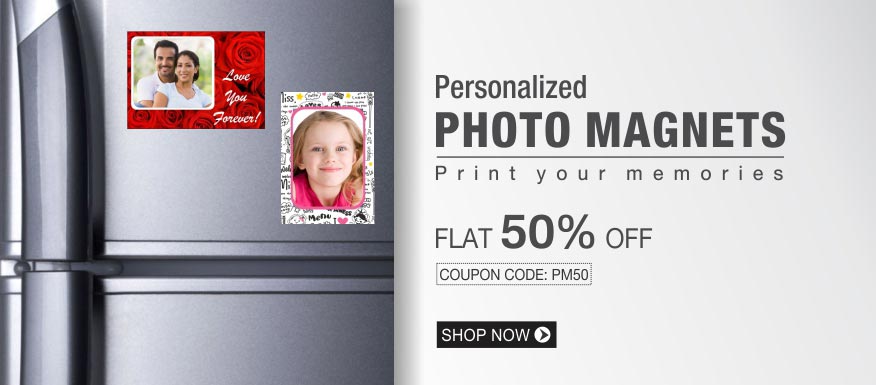 Love
You
Forever!
Personalized
PHOTO MAGNETS
Print your memories
FLAT 50% OFF
COUPON CODE: PM50
SHOP NOW